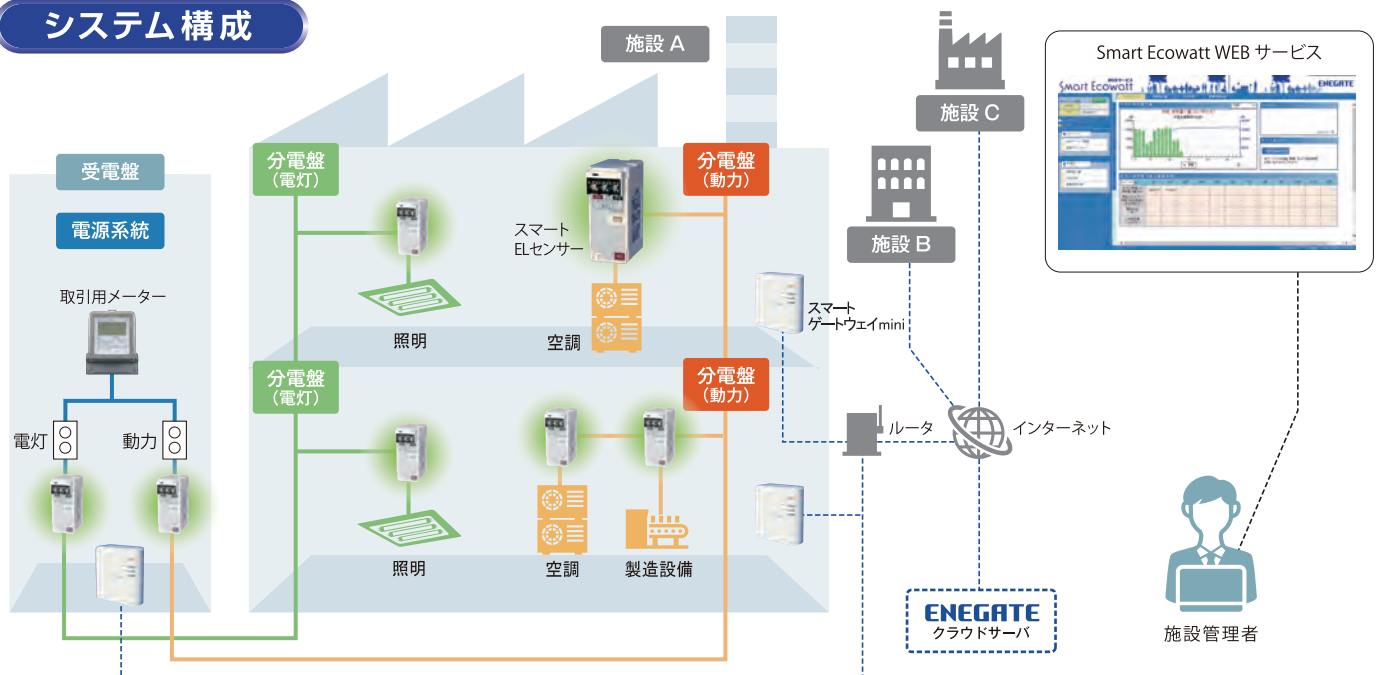 システム構成
施設 A
施設 C
施設 B
Smart Ecowatt WEB サービス
Smart Ecowatt
ENEGATE
受電盤
電源系統
取引用メーター
電灯
動力
分電盤
(電灯)
分電盤
(動力)
スマート
ELセンサー
照明
空調
スマート
ゲートウェイmini
分電盤
(電灯)
分電盤
(動力)
照明
空調
製造設備
ルータ
インターネット
ENEGATE
クラウドサーバ
施設管理者